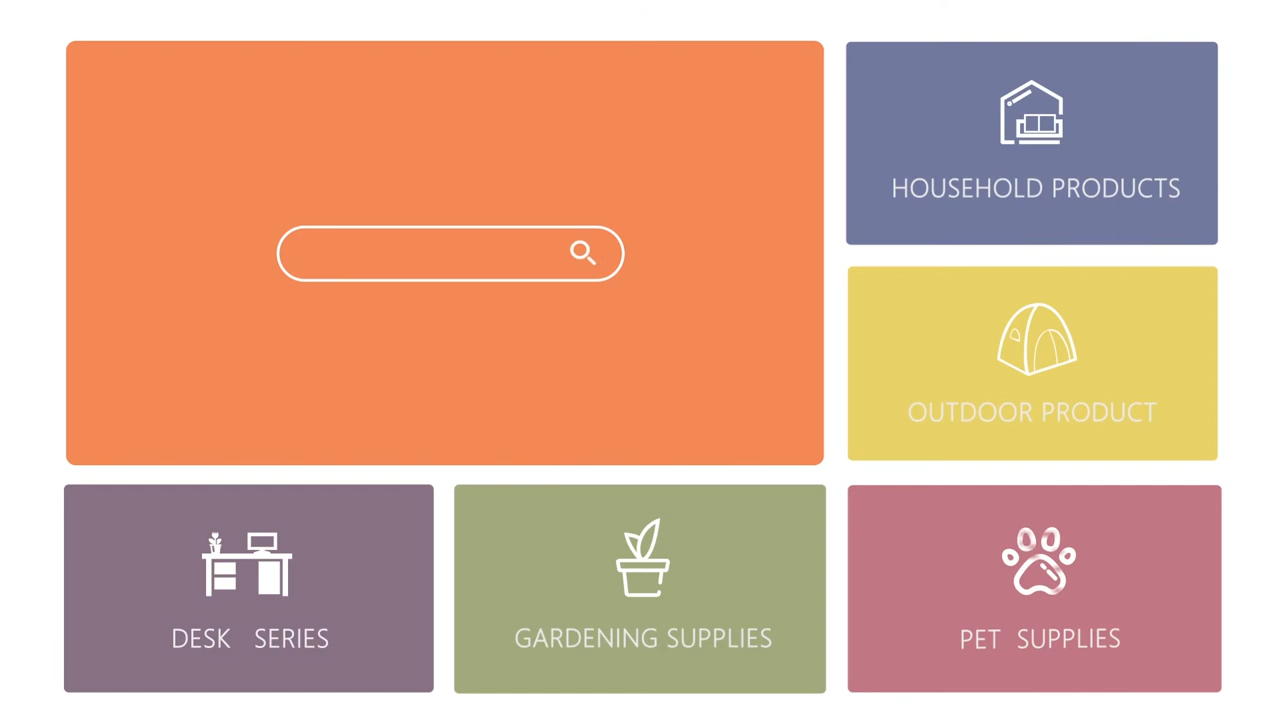 HOUSEHOLD PRODUCTS
OUTDOOR PRODUCT
DESK SERIES
GARDENING SUPPLIES
PET SUPPLIES